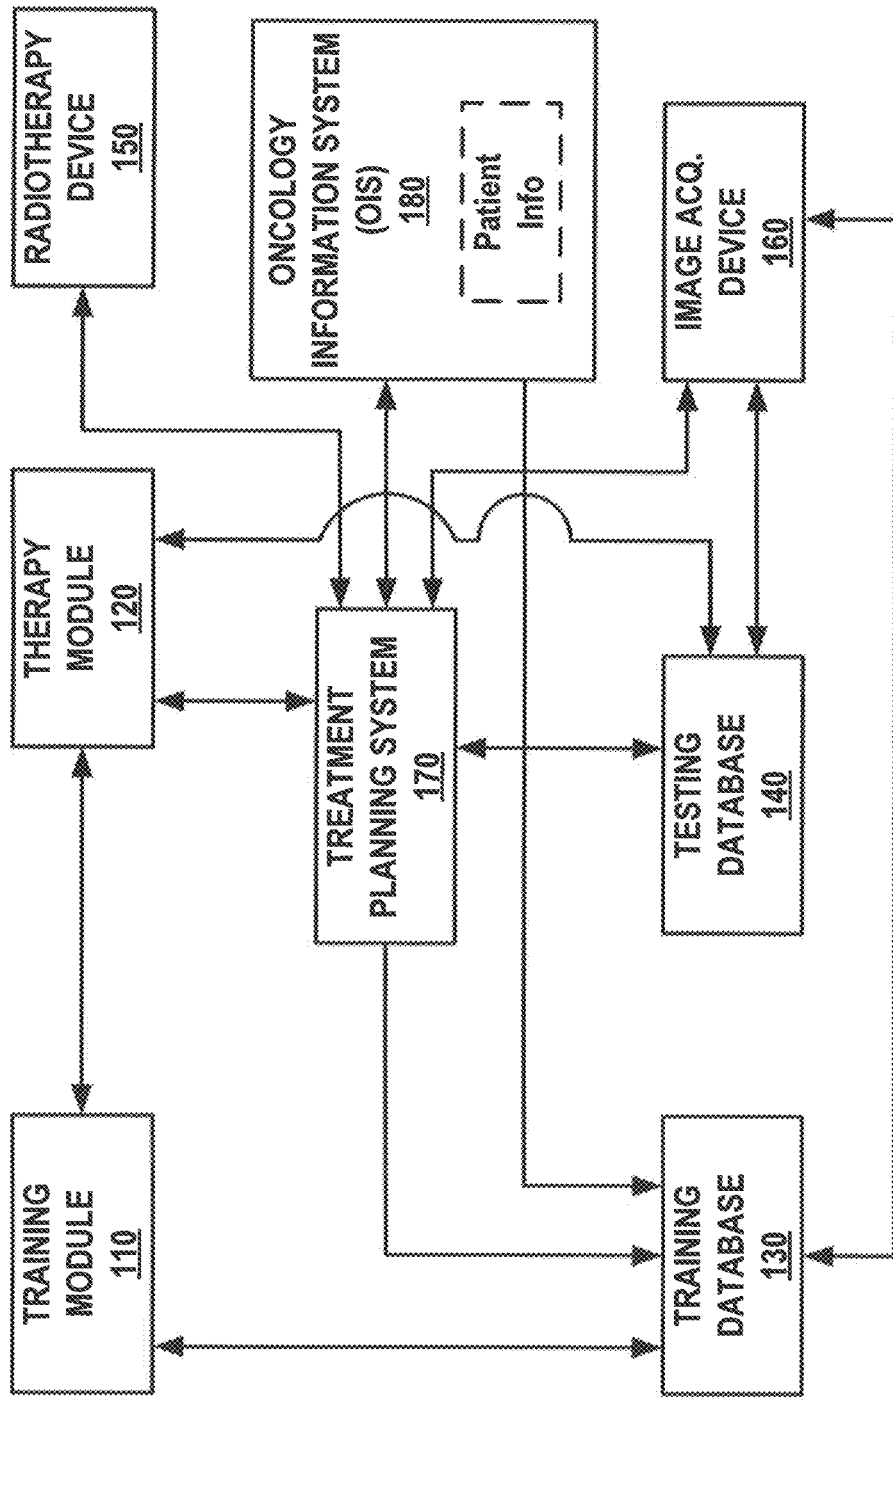 TRAINING
MODULE
110
THERAPY
MODULE
120
RADIOTHERAPY
DEVICE
150
TREATMENT
PLANNING SYSTEM
170
ONCOLOGY
INFORMATION SYSTEM
(OIS)
180
Patient
Info
TRAINING
DATABASE
130
TESTING
DATABASE
140
IMAGE ACQ.
DEVICE
160